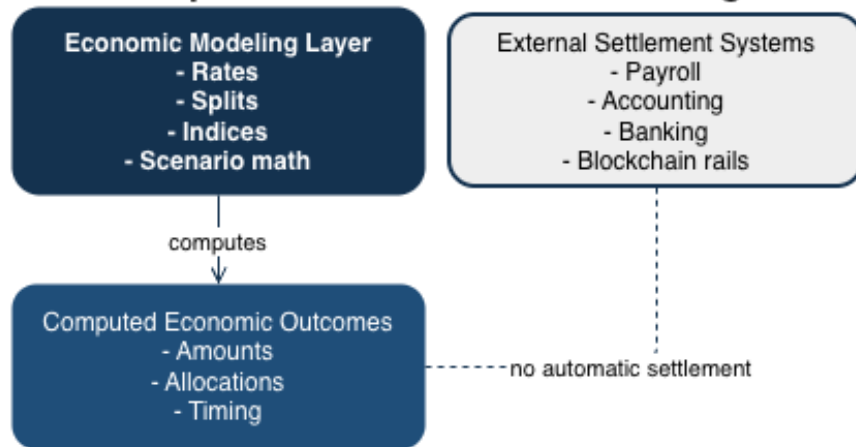 Economic Modeling Layer
- Rates
- Splits
- Indices
- Scenario math
External Settlement Systems
- Payroll
- Accounting
- Banking
- Blockchain rails
computes
Computed Economic Outcomes
- Amounts
- Allocations
- Timing
no automatic settlement